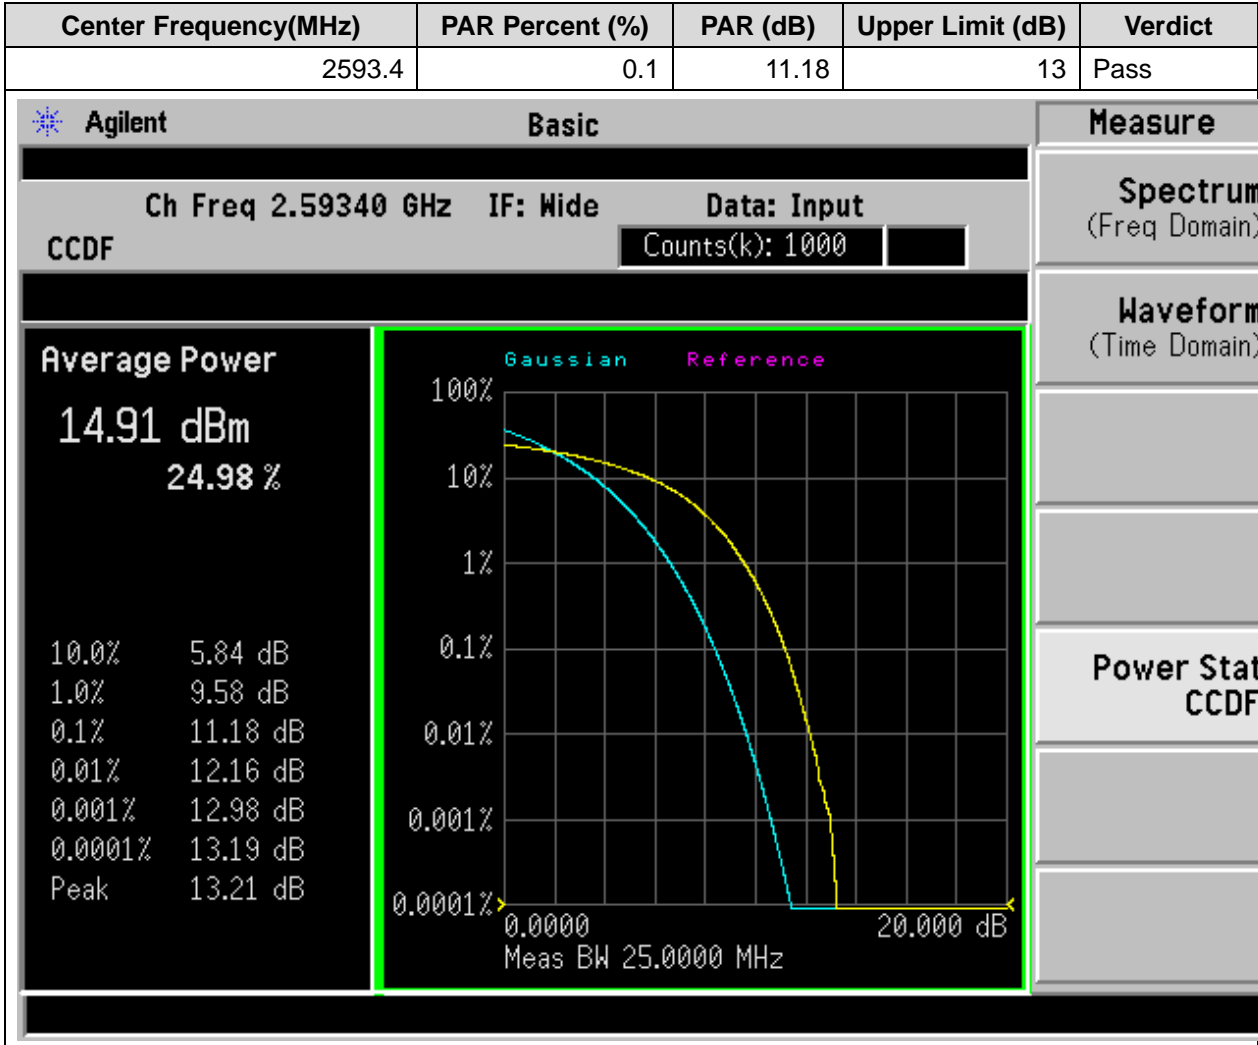 Center Frequency(MHz) PAR Percent (%) PAR (dB) Upper Limit (dB) Verdict
2593.4 0.1 11.18 13 Pass
Agilent Basic Measure
Ch Freq 2.59340 GHz IF: Wide Data: Input
CCDF Counts(k): 1000
Spectrum
(Freq Domain)
Waveform
(Time Domain)
Power Stat
CCDF
Average Power
14.91 dBm
24.98 %
10.0% 5.84 dB
1.0% 9.58 dB
0.1% 11.18 dB
0.01% 12.16 dB
0.001% 12.98 dB
0.0001% 13.19 dB
Peak 13.21 dB
Gaussian Reference
100%
10%
1%
0.1%
0.01%
0.001%
0.0001%
0.0000 20.000 dB
Meas BW 25.0000 MHz